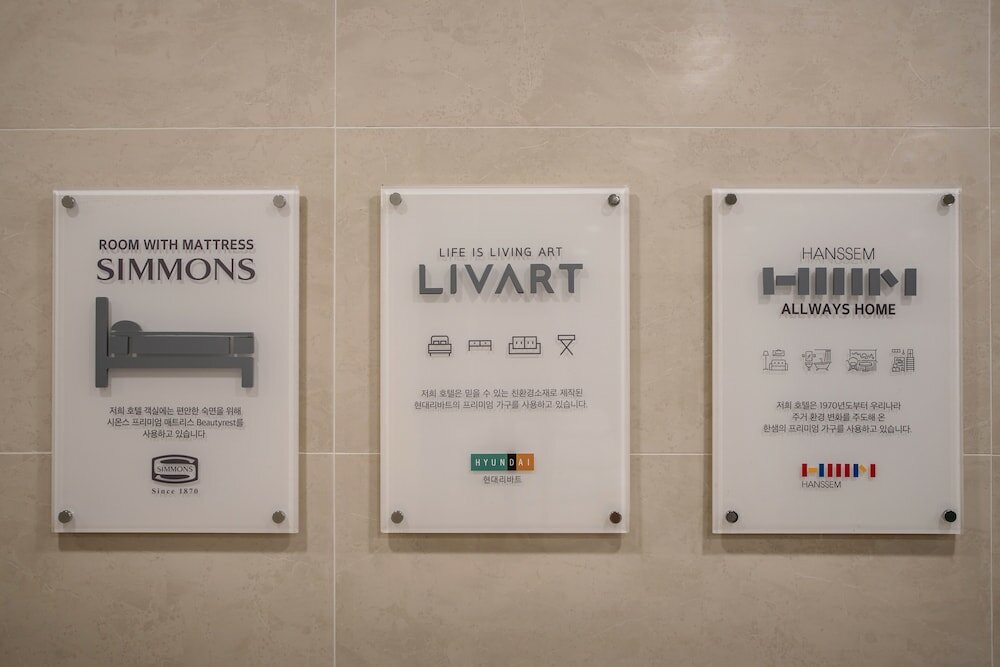 ROOM WITH MATTRESS
SIMMONS
저희 호텔 객실에는 편안한 숙면을 위해
시몬스 프리미엄 매트리스 Beautyrest를
사용하고 있습니다
SIMMONS
Since 1870
LIFE IS LIVING ART
LIVART
저희 호텔은 믿을 수 있는 친환경소재로 제작된
현대리바트의 프리미엄 가구를 사용하고 있습니다.
HYUNDAI
현대리바트
HANSSEM
ALLWAYS HOME
저희 호텔은 1970년도부터 우리나라
주거 환경 변화를 주도해 온
한샘의 프리미엄 가구를 사용하고 있습니다.
HANSSEM